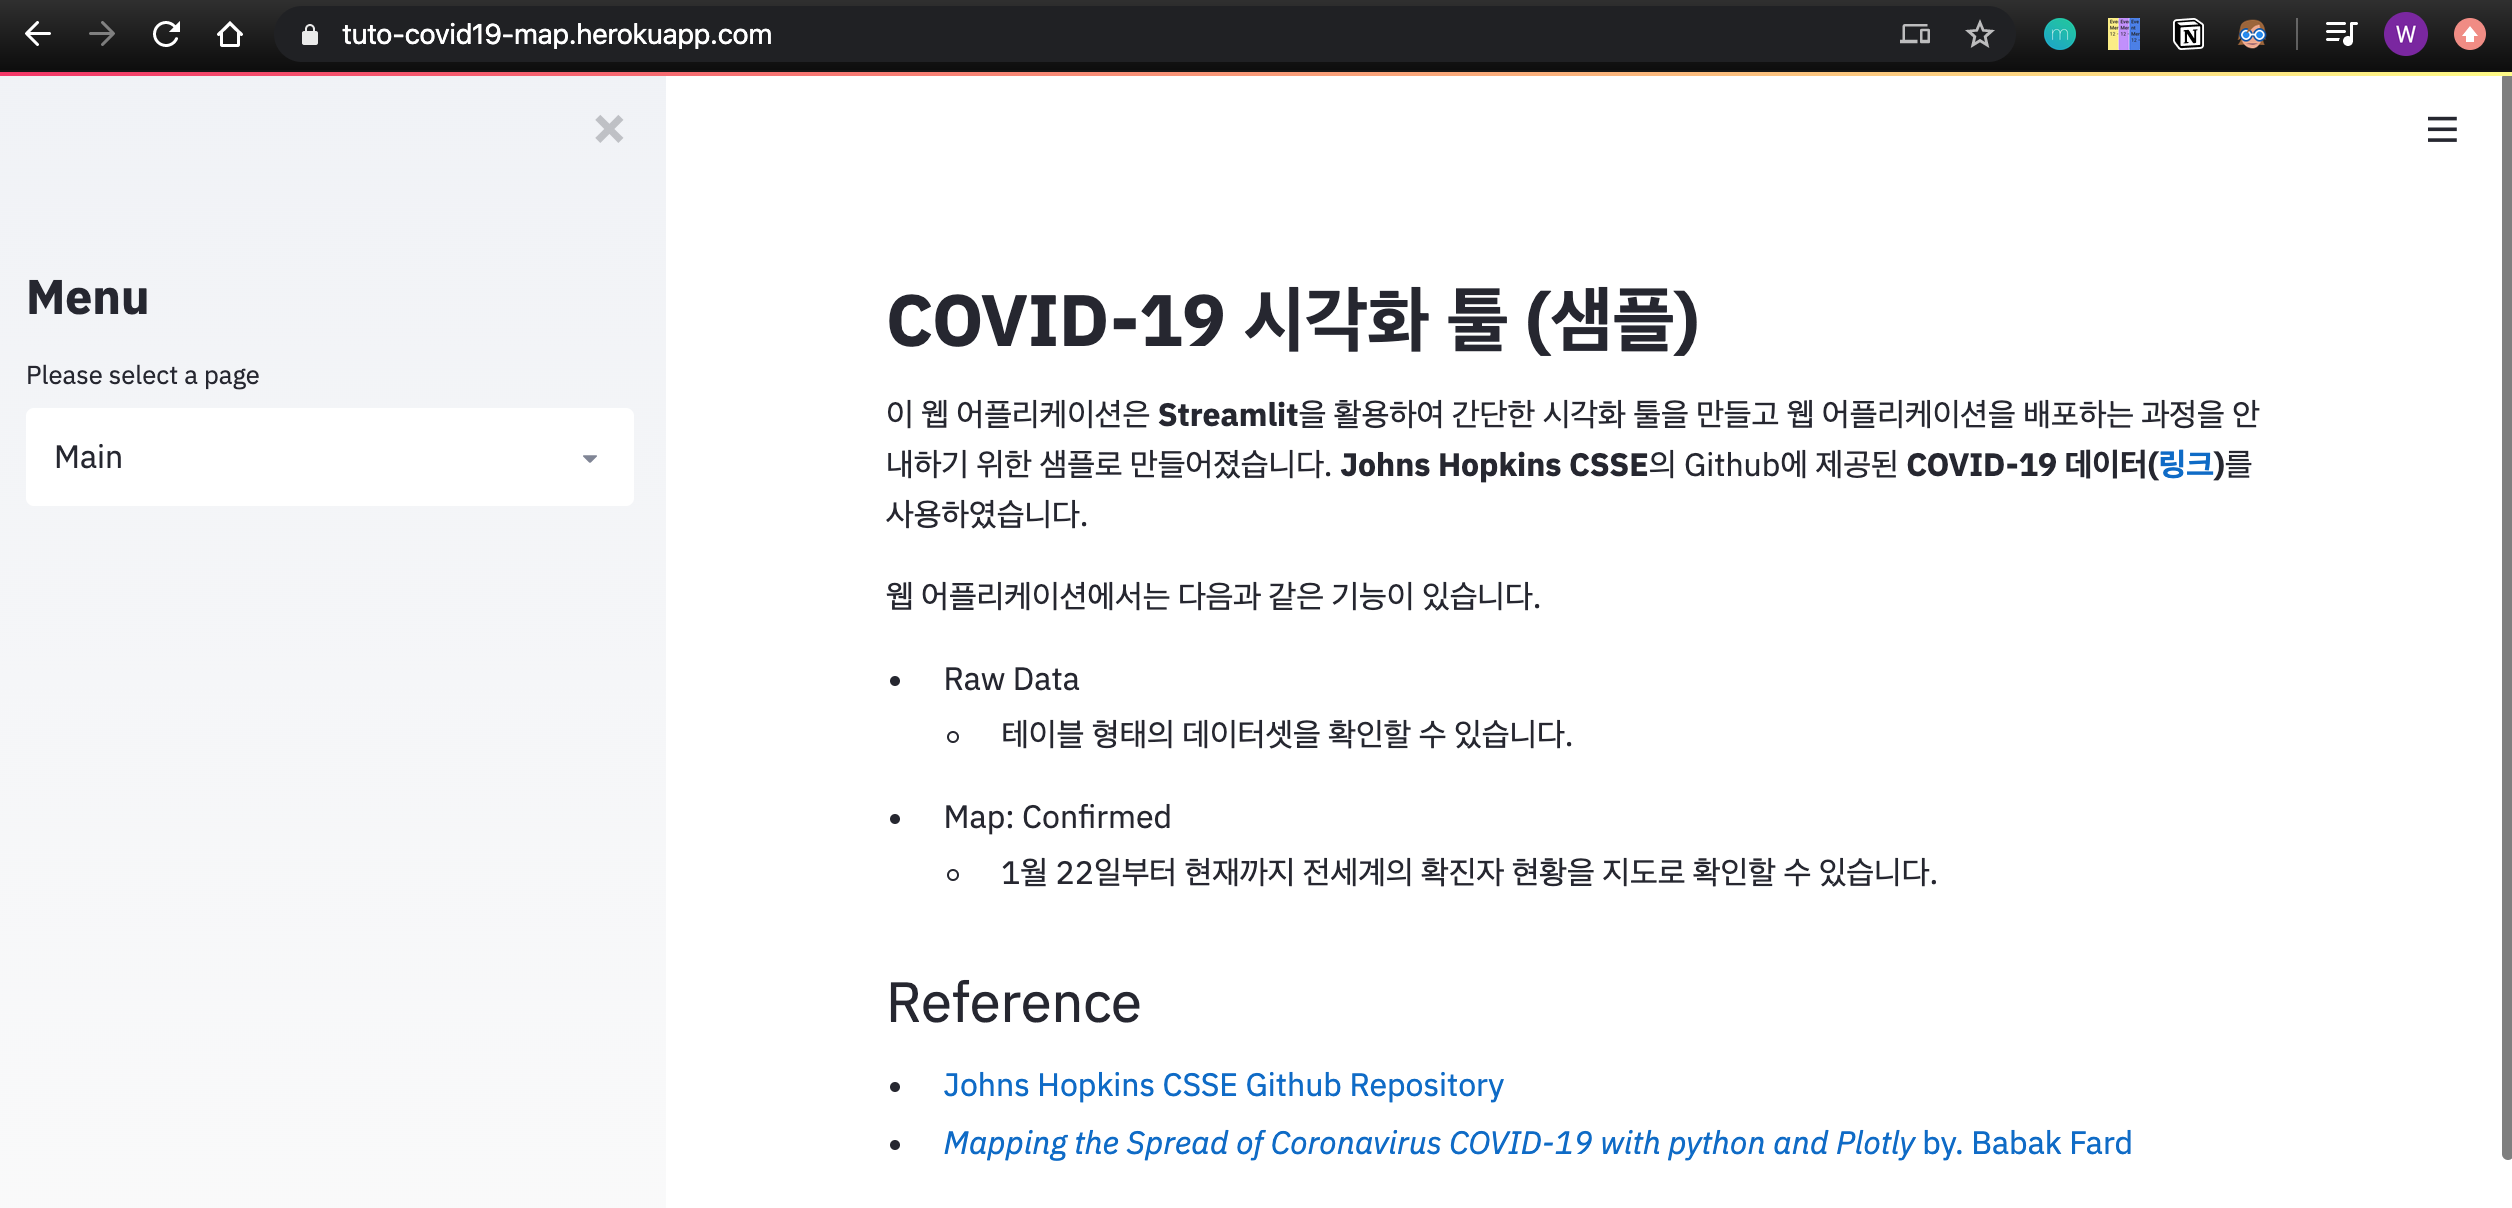 tuto-covid19-map.herokuapp.com
W
Menu
Please select a page
Main
COVID-19 시각화 툴 (샘플)
이 웹 어플리케이션은 Streamlit을 활용하여 간단한 시각화 툴을 만들고 웹 어플리케이션을 배포하는 과정을 안
내하기 위한 샘플로 만들어졌습니다. Johns Hopkins CSSE의 Github에 제공된 COVID-19 데이터(링크)를
사용하였습니다.
웹 어플리케이션에서는 다음과 같은 기능이 있습니다.
• Raw Data
◦ 테이블 형태의 데이터셋을 확인할 수 있습니다.
• Map: Confirmed
◦ 1월 22일부터 현재까지 전세계의 확진자 현황을 지도로 확인할 수 있습니다.
Reference
• Johns Hopkins CSSE Github Repository
• Mapping the Spread of Coronavirus COVID-19 with python and Plotly by. Babak Fard